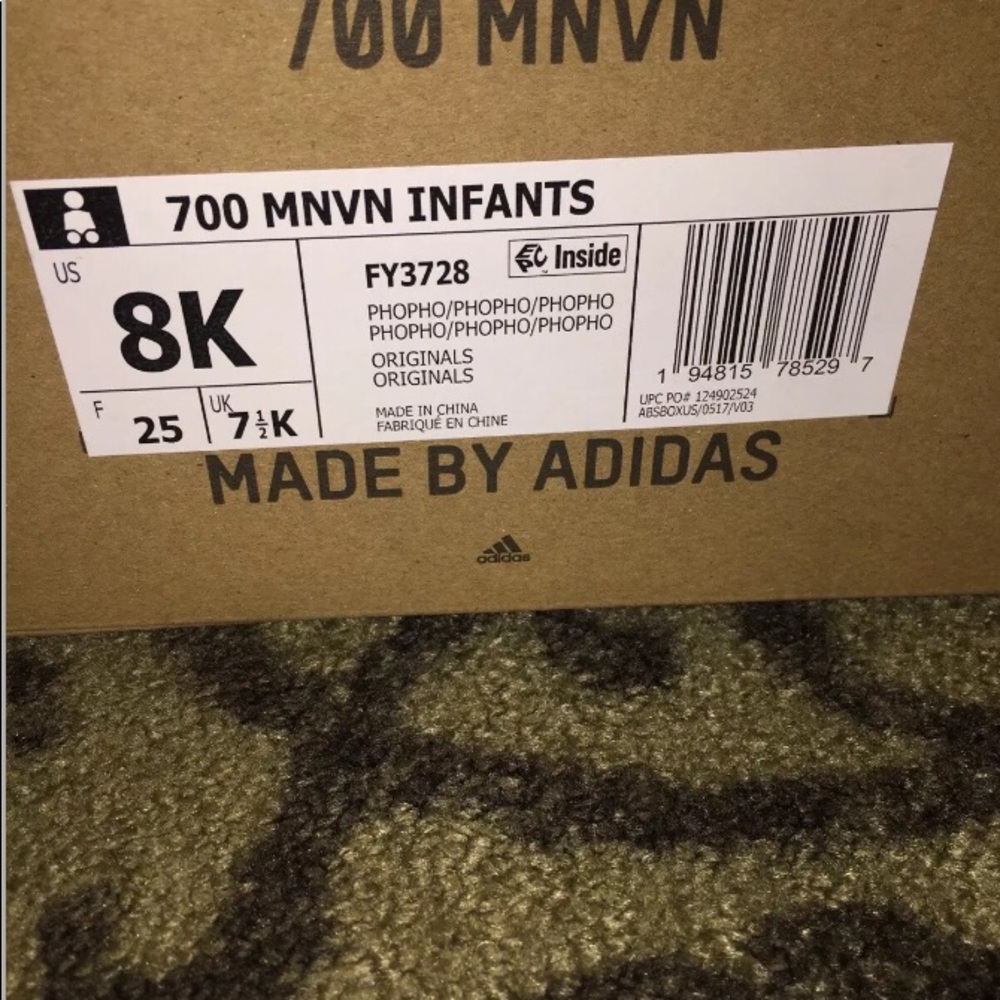 700 MNVN
700 MNVN INFANTS
US
8K
F
25
UK
7½K
FY3728
EPC Inside
™
PHOPHO/PHOPHO/PHOPHO
PHOPHO/PHOPHO/PHOPHO
ORIGINALS
ORIGINALS
MADE IN CHINA
FABRIQUÉ EN CHINE
1 94815 78529 7
UPC PO# 124902524
ABSBOXUS/0517/V03
MADE BY ADIDAS
adidas